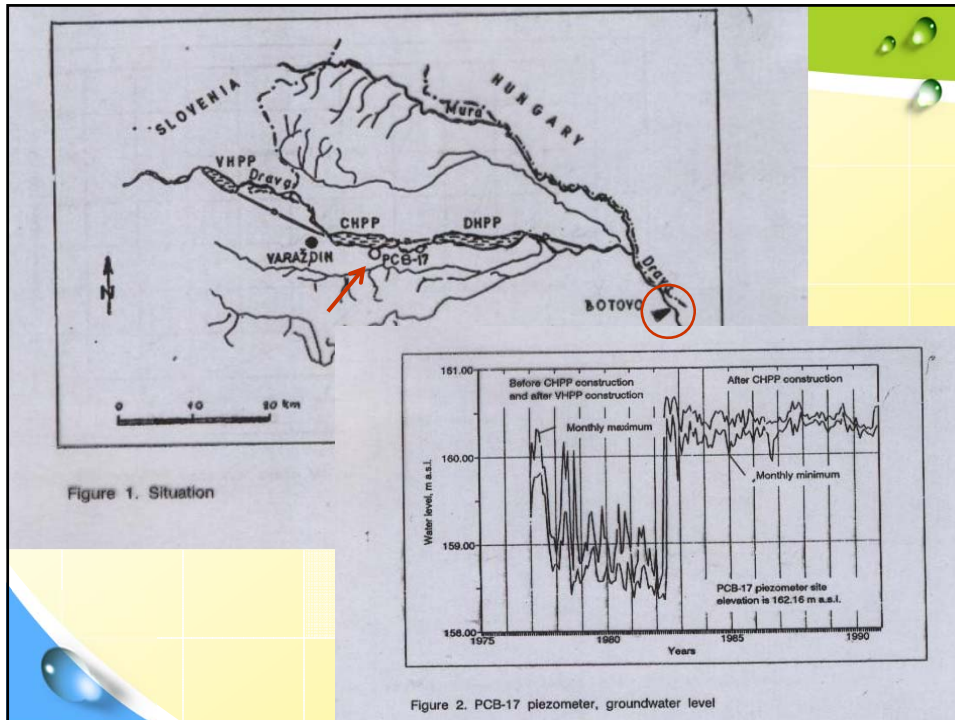 SLOVENIA
HUNGARY
Mura
VHPP
Drava
CHPP
DHPP
VARAŽDIN
PCB-17
Drava
BOTOVO
N
0 10 20 km
Figure 1. Situation
161.00
160.00
159.00
158.00
Water level, m a.s.l.
Before CHPP construction
and after VHPP construction
After CHPP construction
Monthly maximum
Monthly minimum
PCB-17 piezometer site
elevation is 162.16 m a.s.l.
1975 1980 1985 1990
Years
Figure 2. PCB-17 piezometer, groundwater level